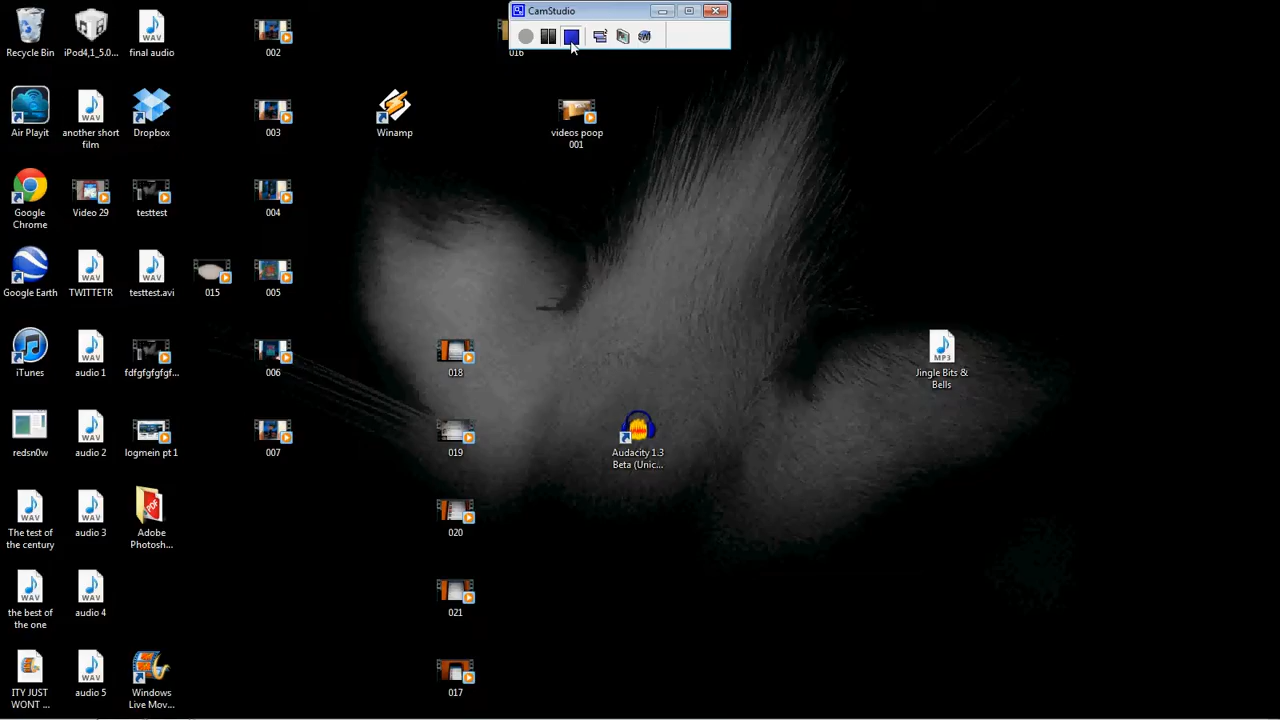 CamStudio
Recycle Bin
iPod4,1_5.0...
final audio
002
016
Air Playit
another short
film
Dropbox
003
Winamp
videos poop
001
Google
Chrome
Video 29
testtest
004
Google Earth
TWITTETR
testtest.avi
015
005
iTunes
audio 1
fdfgfgfgfgf...
006
018
MP3
Jingle Bits &
Bells
redsn0w
audio 2
logmein pt 1
007
019
Audacity 1.3
Beta (Unic...
The test of
the century
audio 3
Adobe
Photosh...
020
the best of
the one
audio 4
021
ITY JUST
WONT ...
audio 5
Windows
Live Mov...
017